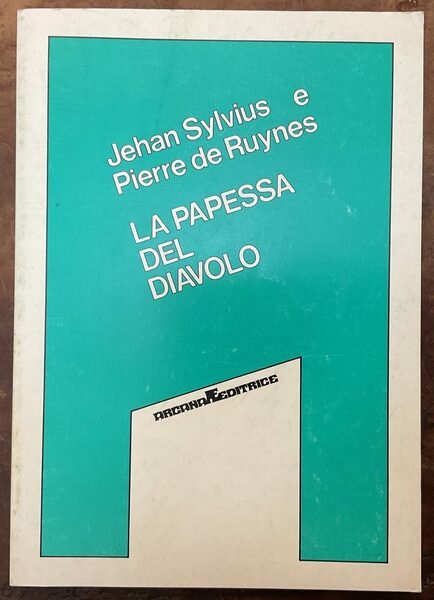 Jehan Sylvius e
Pierre de Ruynes
LA PAPESSA
DEL
DIAVOLO
ARCANA Æ EDITRICE